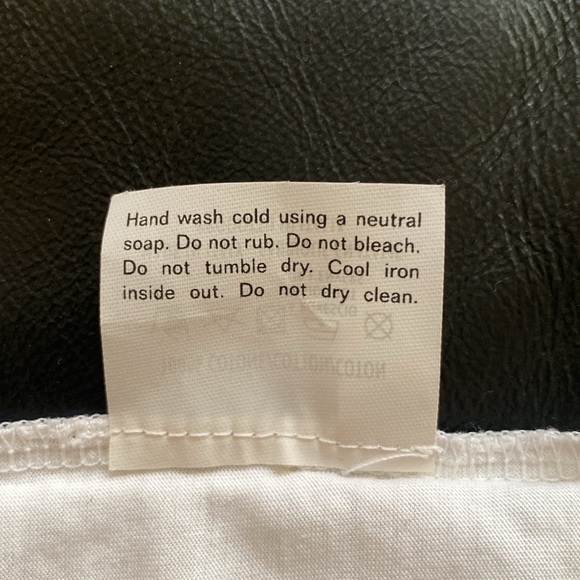 Hand wash cold using a neutral
soap. Do not rub. Do not bleach.
Do not tumble dry. Cool iron
inside out. Do not dry clean.